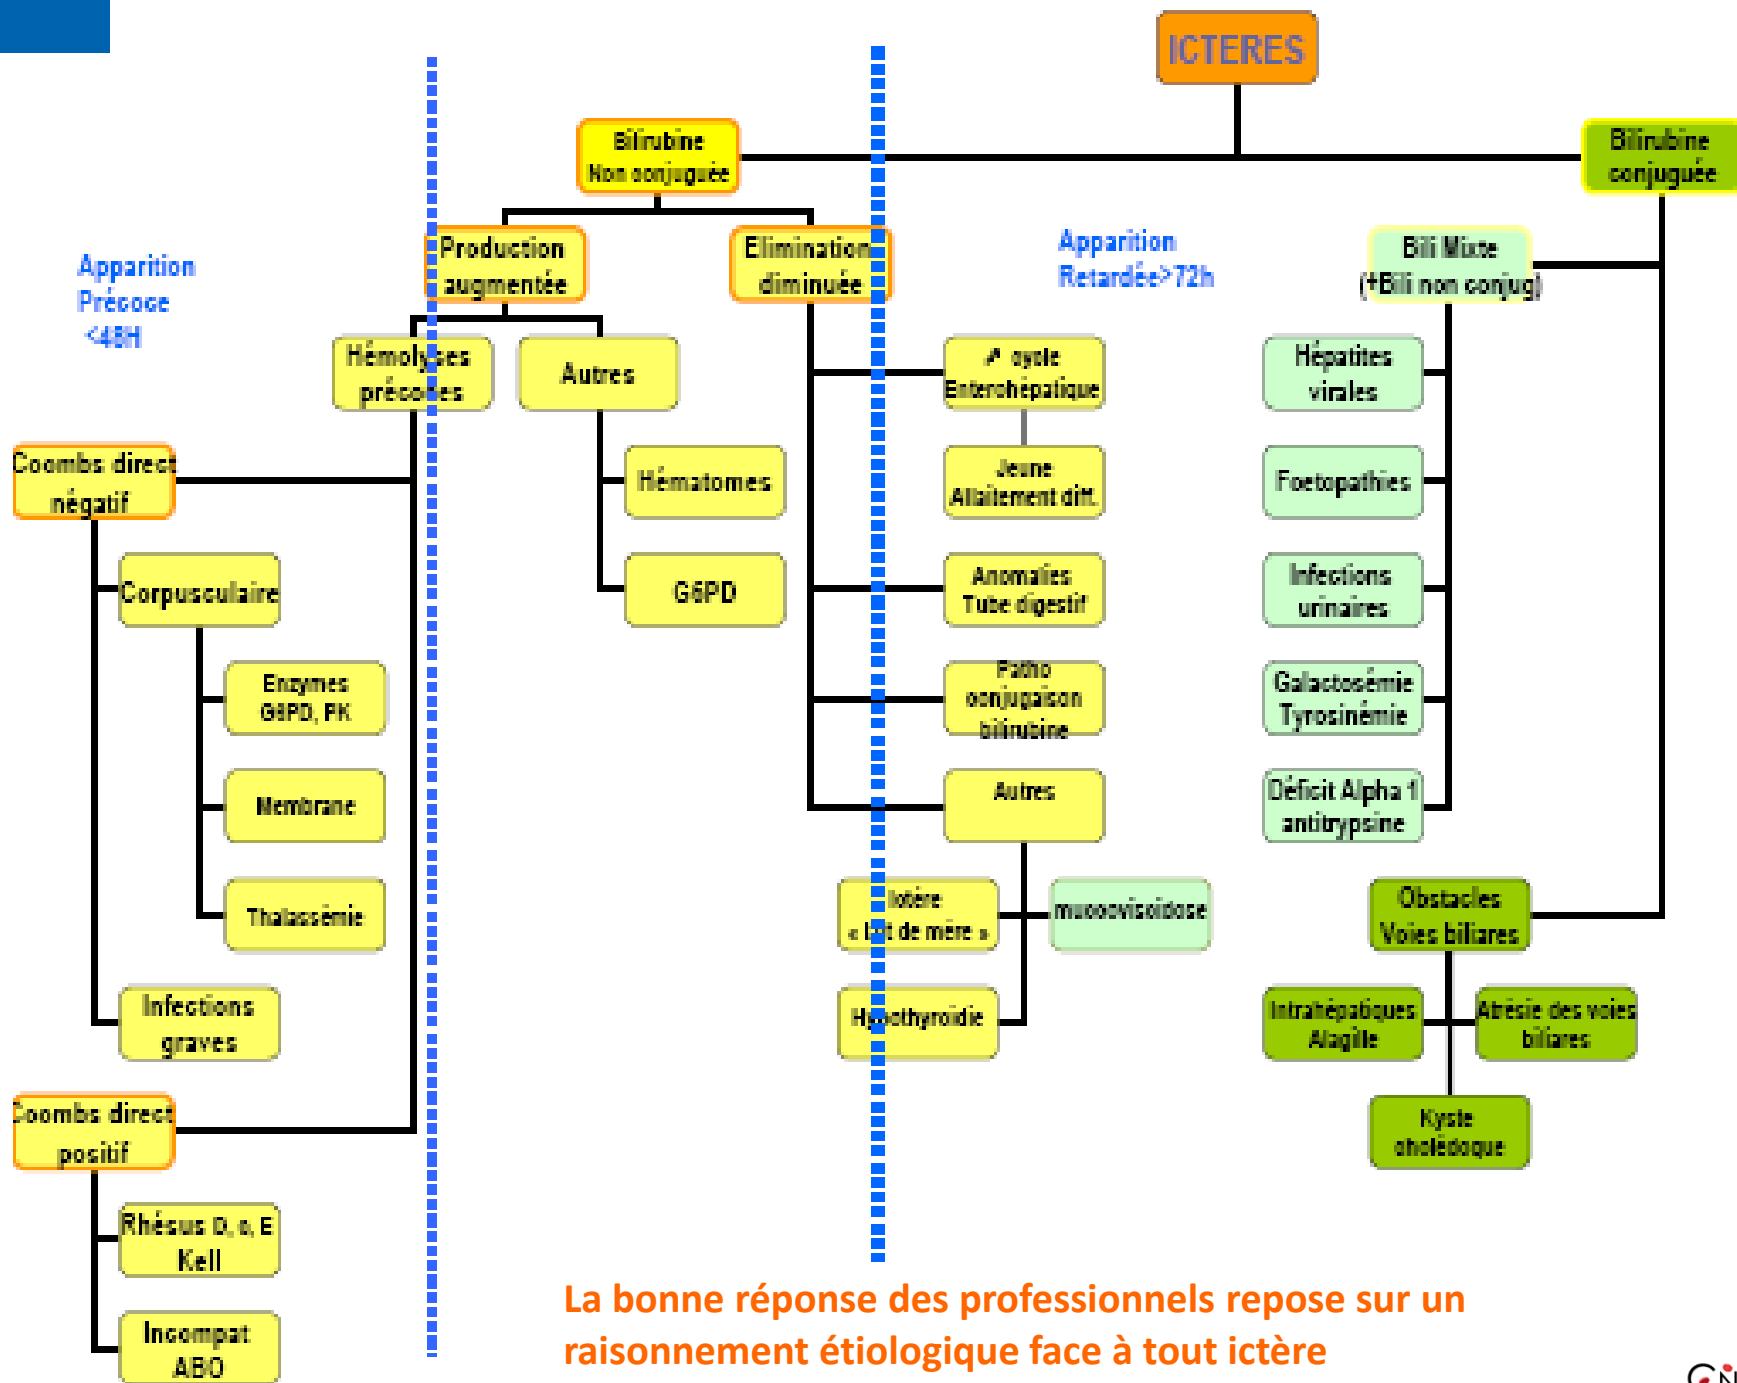 ICTERES
Bilirubine
Non conjuguée
Bilirubine
conjuguée
Production
augmentée
Elimination
diminuée
Apparition
Précoce
<48H
Apparition
Retardée>72h
Bili Mixte
(+Bili non conjug)
Hémolyses
précoces
Autres
↗ cycle
Enterohépatique
Hépatites
virales
Coombs direct
négatif
Hématomes
Jeune
Allaitement diff.
Foetopathies
Corpusculaire
G6PD
Anomalies
Tube digestif
Infections
urinaires
Enzymes
G6PD, PK
Patho
conjugaison
bilirubine
Galactosémie
Tyrosinémie
Membrane
Autres
Déficit Alpha 1
antitrypsine
Thalassémie
Ictère
« Lait de mère »
mucoviscidose
Obstacles
Voies biliares
Infections
graves
Hypothyroïdie
Intrahépatiques
Alagille
Atrésie des voies
biliares
Coombs direct
positif
Kyste
cholédoque
Rhésus D, c, E
Kell
Incompat
ABO
La bonne réponse des professionnels repose sur un
raisonnement étiologique face à tout ictère